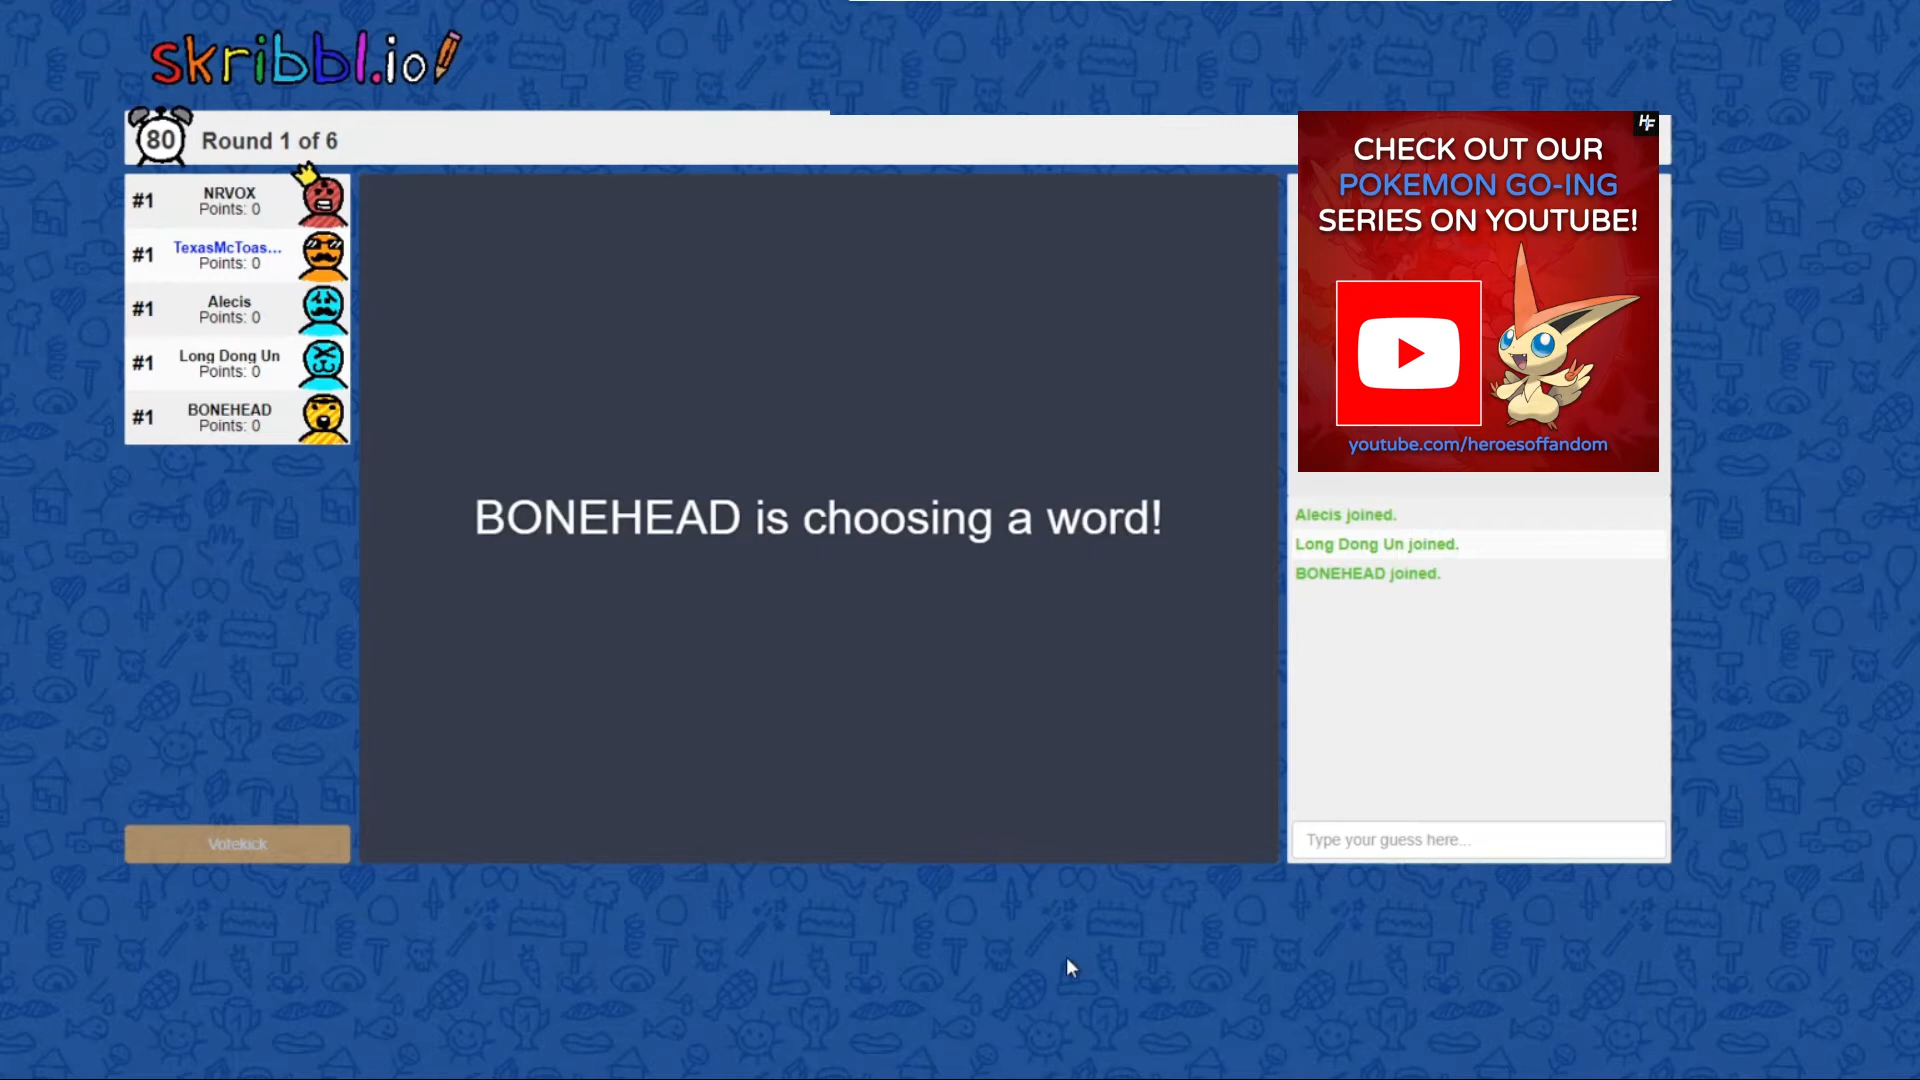 skribbl.io
80
Round 1 of 6
#1
NRVOX
Points: 0
#1
TexasMcToas...
Points: 0
#1
Alecis
Points: 0
#1
Long Dong Un
Points: 0
#1
BONEHEAD
Points: 0
Votekick
BONEHEAD is choosing a word!
HF
CHECK OUT OUR
POKEMON GO-ING
SERIES ON YOUTUBE!
youtube.com/heroesoffandom
Alecis joined.
Long Dong Un joined.
BONEHEAD joined.
Type your guess here...